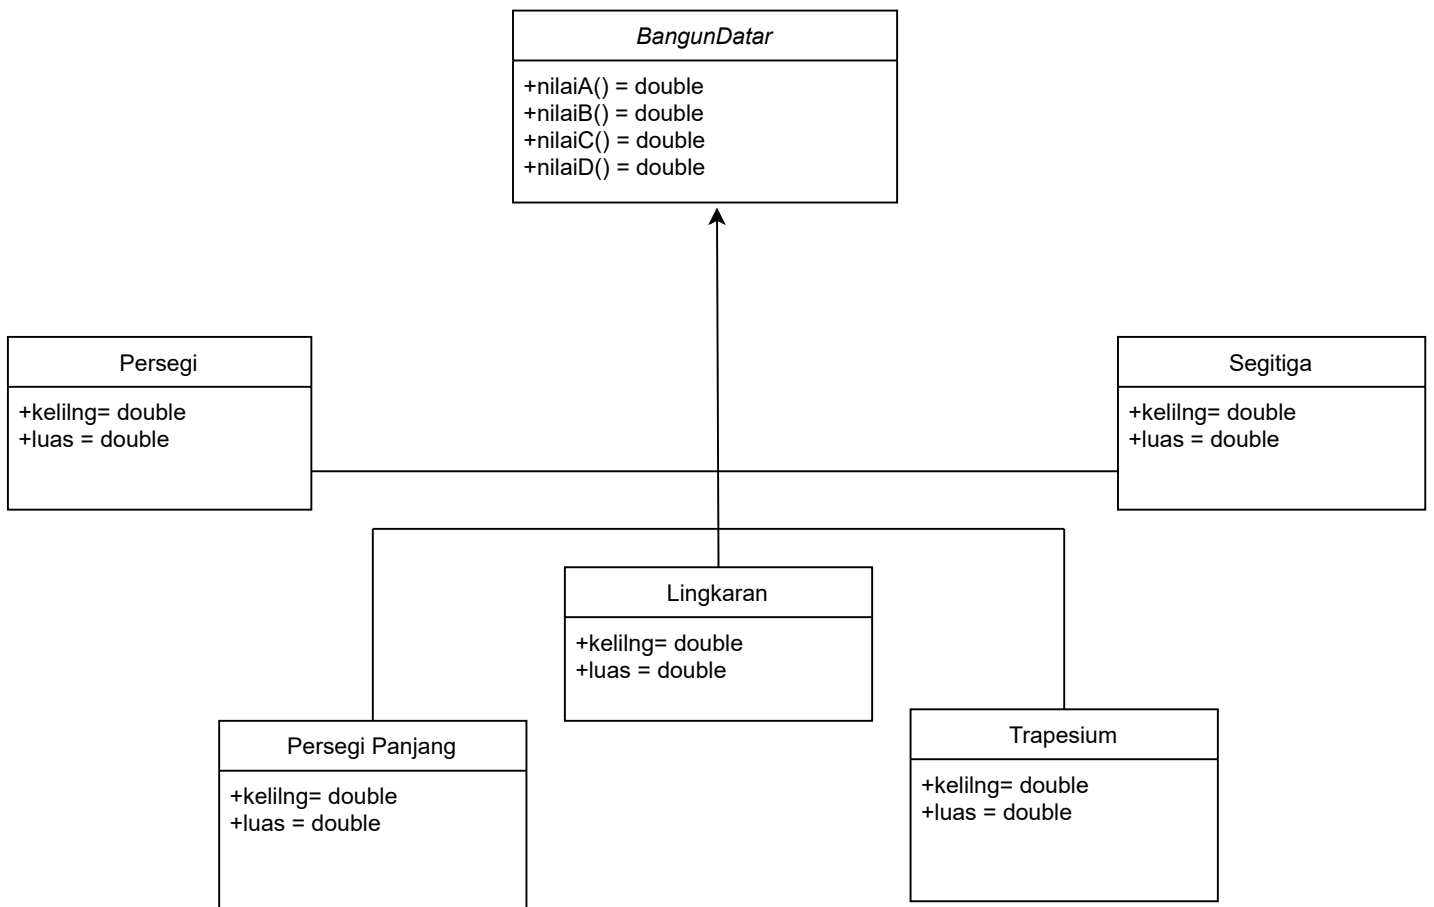 BangunDatar
+nilaiA() = double
+nilaiB() = double
+nilaiC() = double
+nilaiD() = double
Persegi
+kelilng= double
+luas = double
Segitiga
+kelilng= double
+luas = double
Lingkaran
+kelilng= double
+luas = double
Persegi Panjang
+kelilng= double
+luas = double
Trapesium
+kelilng= double
+luas = double